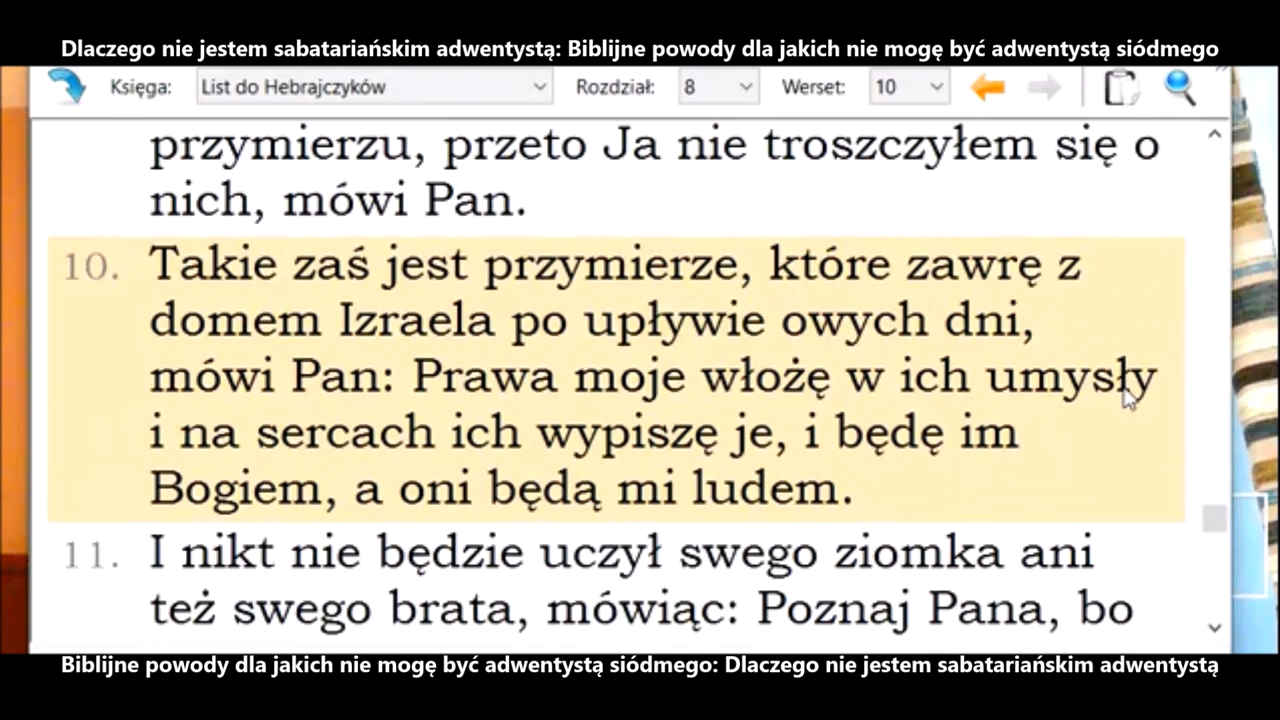 Dlaczego nie jestem sabatariańskim adwentystą: Biblijne powody dla jakich nie mogę być adwentystą siódmego
Księga: List do Hebrajczyków Rozdział: 8 Werset: 10
przymierzu, przeto Ja nie troszczyłem się o
nich, mówi Pan.
10. Takie zaś jest przymierze, które zawrę z
domem Izraela po upływie owych dni,
mówi Pan: Prawa moje włożę w ich umysły
i na sercach ich wypiszę je, i będę im
Bogiem, a oni będą mi ludem.
11. I nikt nie będzie uczył swego ziomka ani
też swego brata, mówiąc: Poznaj Pana, bo
Biblijne powody dla jakich nie mogę być adwentystą siódmego: Dlaczego nie jestem sabatariańskim adwentystą